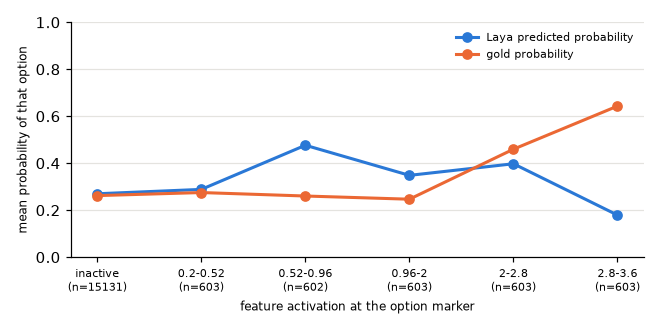 1.0
0.8
0.6
0.4
0.2
0.0
mean probability of that option
Laya predicted probability
gold probability
inactive
(n=15131)
0.2-0.52
(n=603)
0.52-0.96
(n=602)
0.96-2
(n=603)
2-2.8
(n=603)
2.8-3.6
(n=603)
feature activation at the option marker